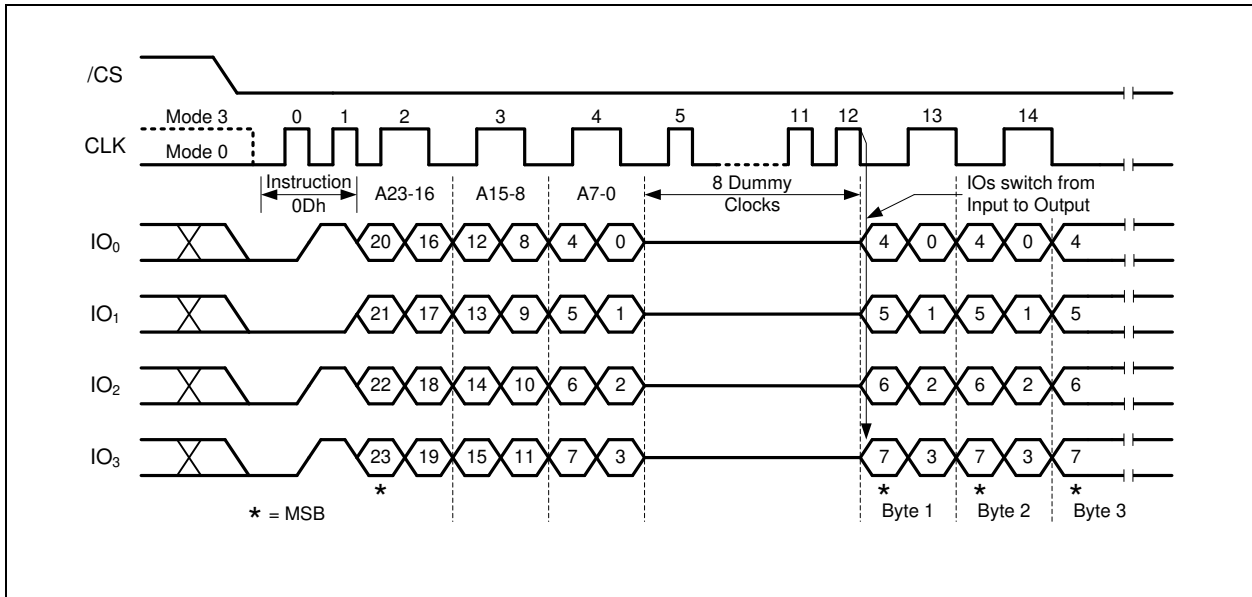 /CS
Mode 3 0 1 2 3 4 5 11 12 13 14
CLK
Mode 0
Instruction 0Dh A23-16 A15-8 A7-0 8 Dummy Clocks IOs switch from Input to Output
IO₀ 20 16 12 8 4 0 4 0 4 0 4
IO₁ 21 17 13 9 5 1 5 1 5 1 5
IO₂ 22 18 14 10 6 2 6 2 6 2 6
IO₃ 23 19 15 11 7 3 7 3 7 3 7
* * * *
* = MSB Byte 1 Byte 2 Byte 3